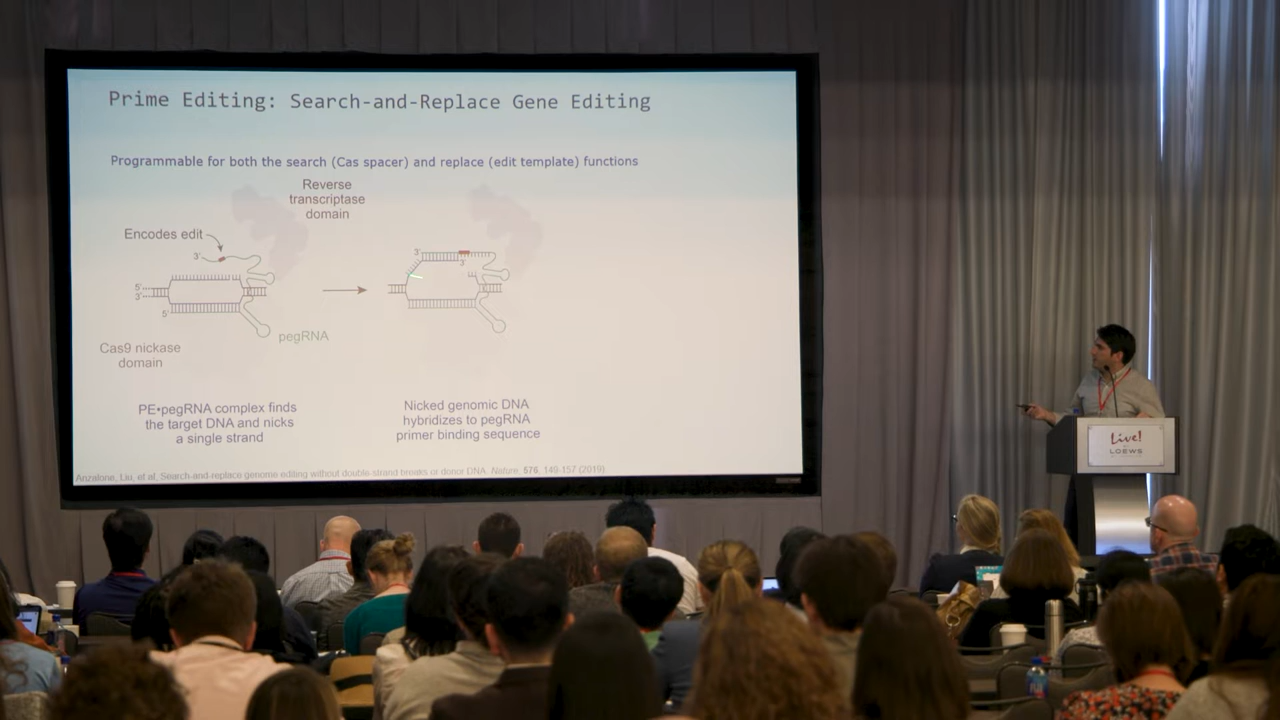 Prime Editing: Search-and-Replace Gene Editing
Programmable for both the search (Cas spacer) and replace (edit template) functions
Reverse
transcriptase
domain
Encodes edit
3'
5'
3'
5'
pegRNA
Cas9 nickase
domain
3'
3'
PE•pegRNA complex finds
the target DNA and nicks
a single strand
Nicked genomic DNA
hybridizes to pegRNA
primer binding sequence
Anzalone, Liu, et al, Search-and-replace genome editing without double-strand breaks or donor DNA. Nature, 576, 149-157 (2019)
Live!
LOEWS